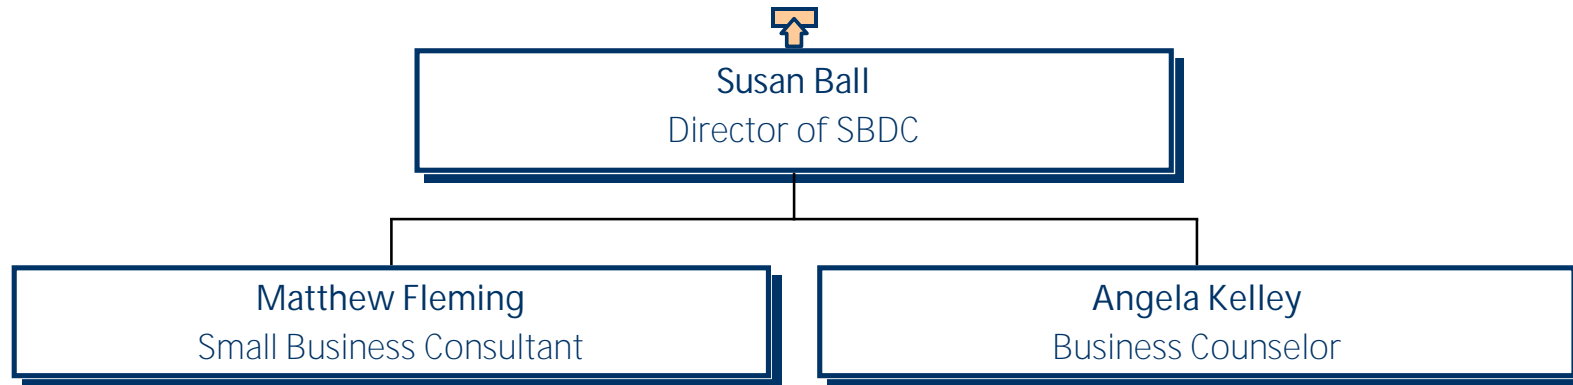 Susan Ball
Director of SBDC
Matthew Fleming
Small Business Consultant
Angela Kelley
Business Counselor